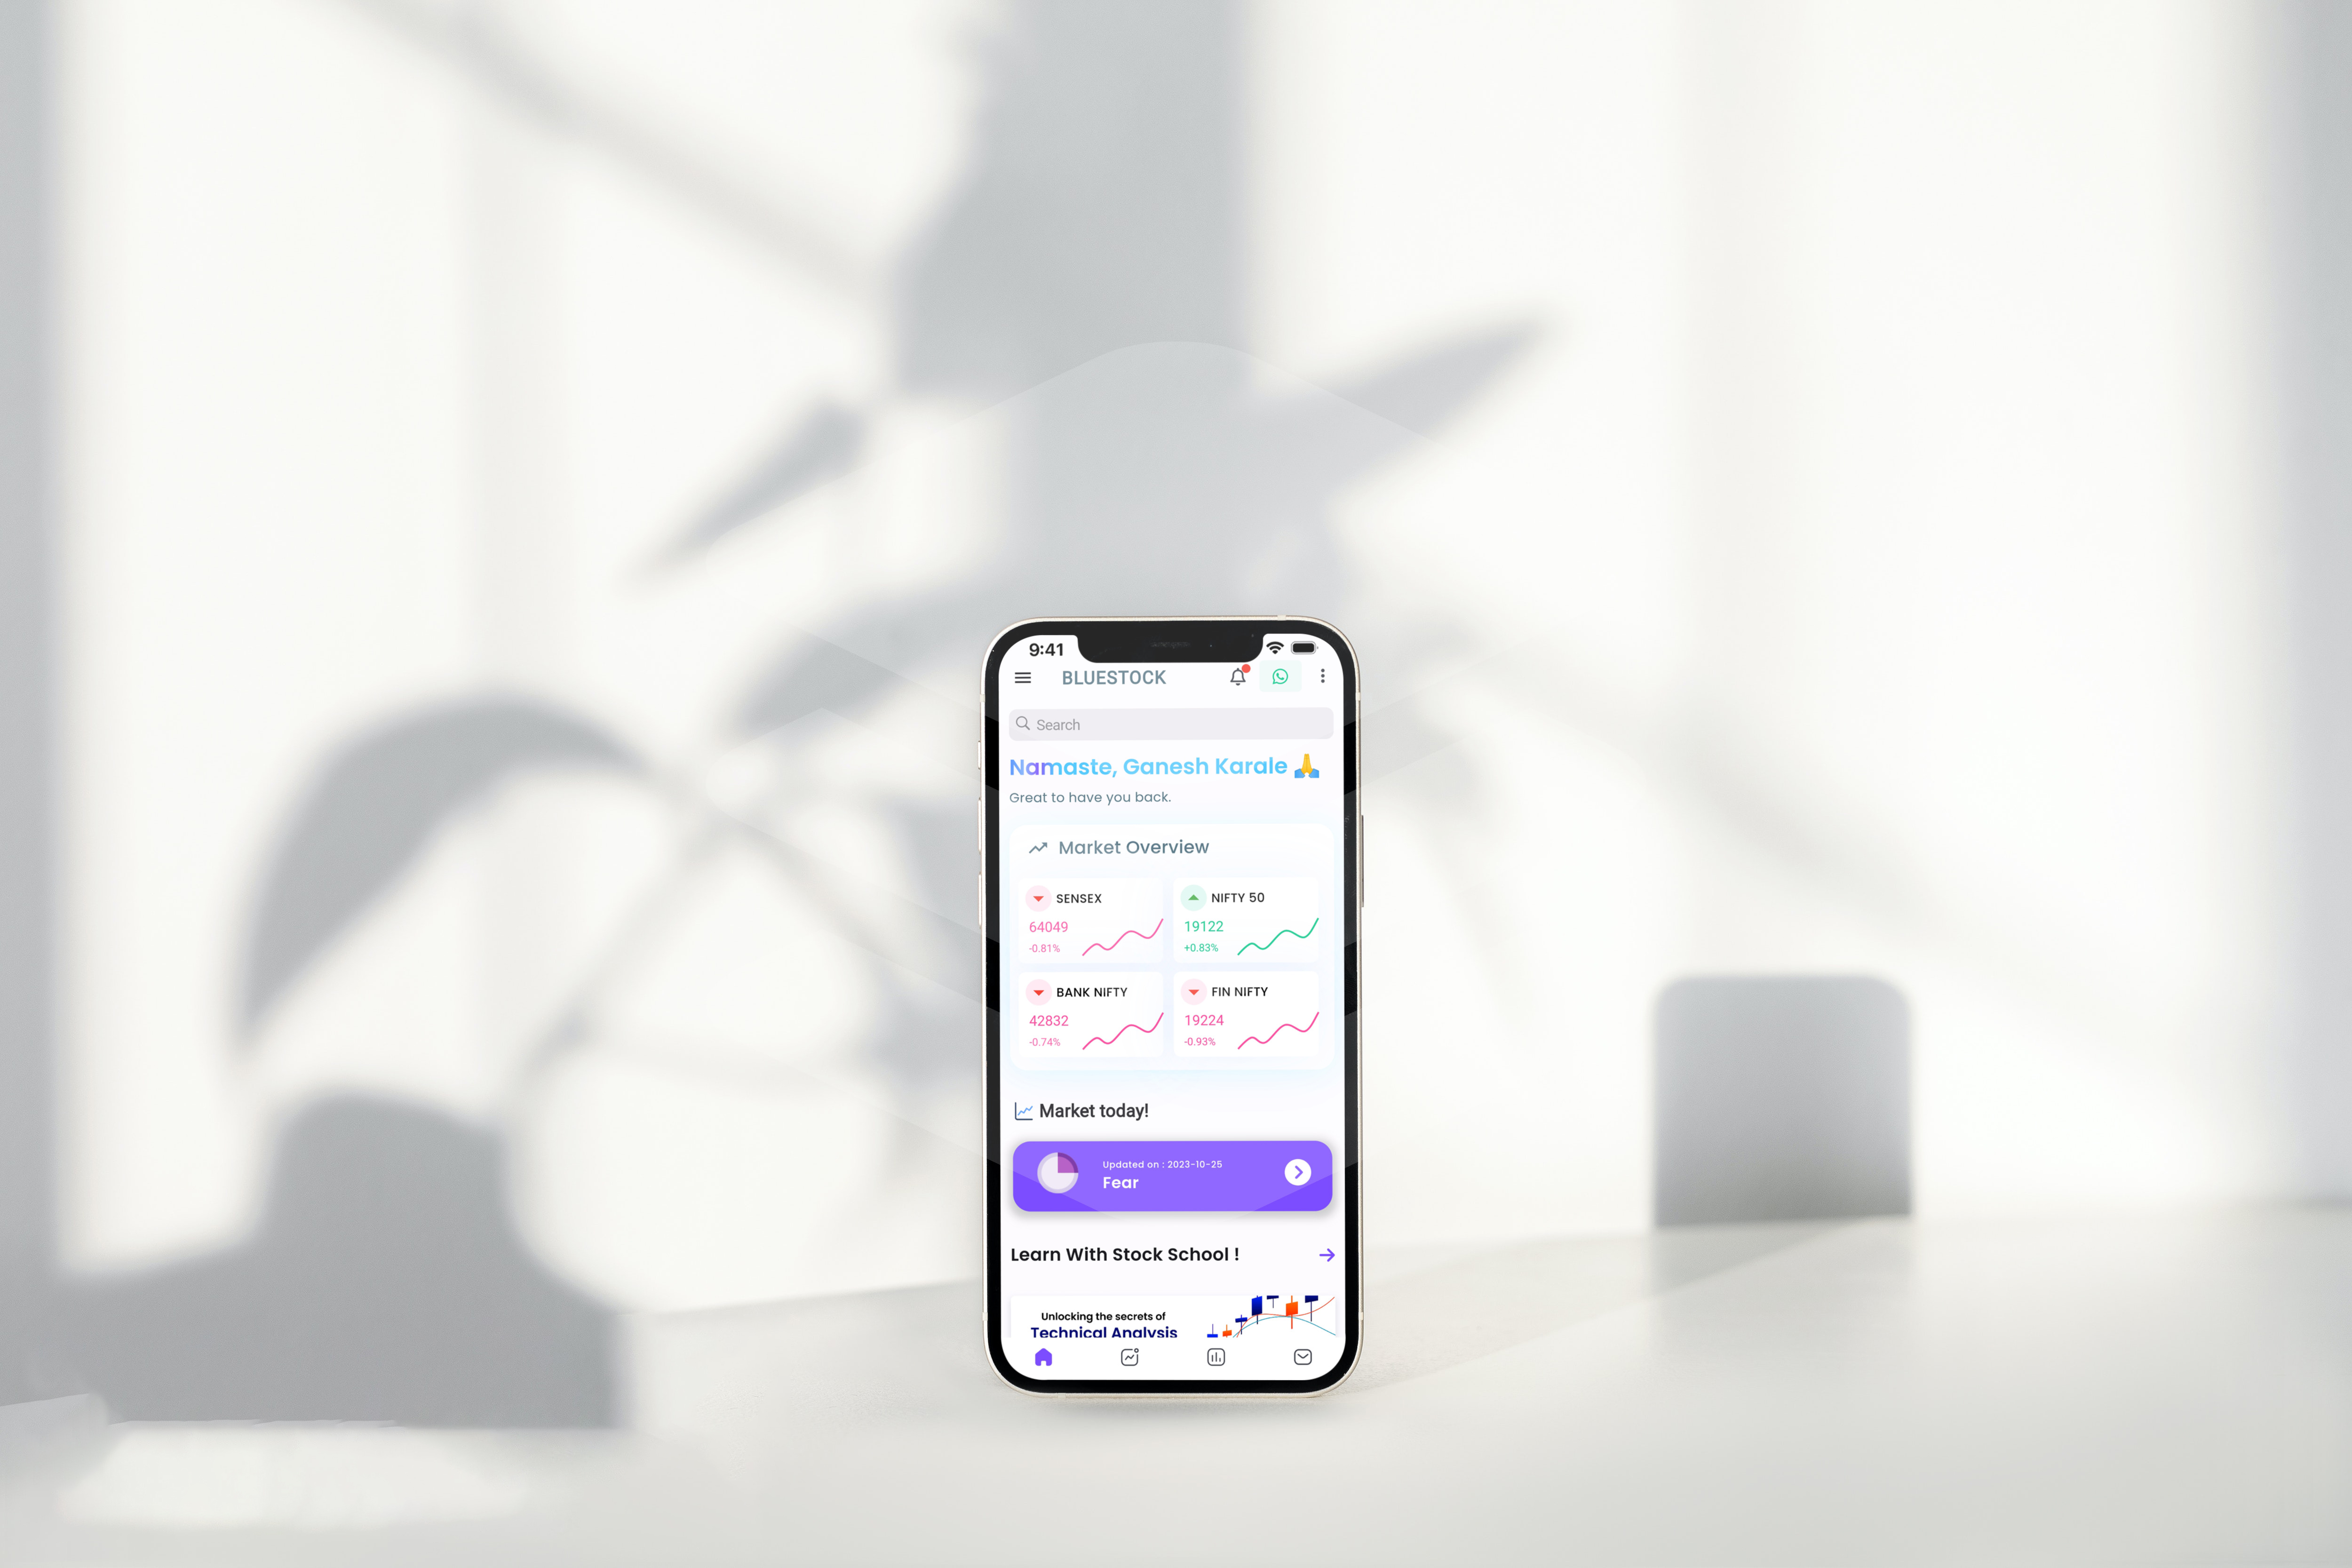 9:41
BLUESTOCK
Search
Namaste, Ganesh Karale 🙏
Great to have you back.
Market Overview
SENSEX
64049
-0.81%
NIFTY 50
19122
+0.83%
BANK NIFTY
42832
-0.74%
FIN NIFTY
19224
-0.93%
Market today!
Updated on : 2023-10-25
Fear
Learn With Stock School !
Unlocking the secrets of
Technical Analysis